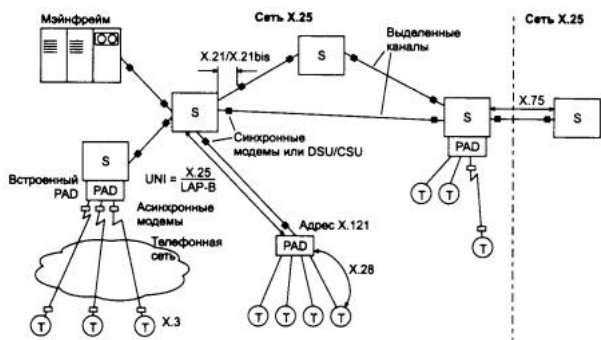 Мэйнфрейм
Сеть X.25
Сеть X.25
X.21/X.21bis
Выделенные
каналы
S
S
S
S
X.75
PAD
S
PAD
Встроенный
PAD
Синхронные
модемы или DSU/CSU
UNI = X.25
LAP-B
Асинхронные
модемы
Телефонная
сеть
Адрес X.121
PAD
X.28
T
T
T
X.3
T
T
T
T
T
T
T